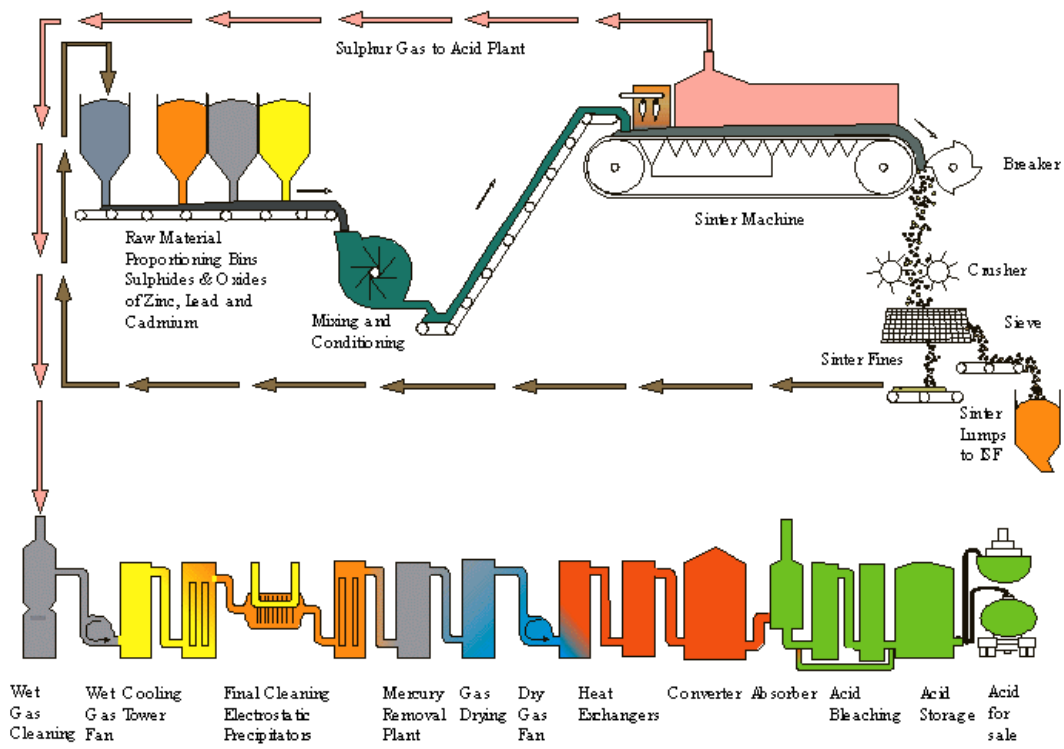 Sulphur Gas to Acid Plant
Breaker
Sinter Machine
Raw Material
Proportioning Bins
Sulphides & Oxides
of Zinc, Lead and
Cadmium
Crusher
Mixing and
Conditioning
Sieve
Sinter Fines
Sinter
Lumps
to ISF
Wet
Gas
Cleaning
Wet
Gas
Fan
Cooling
Tower
Final Cleaning
Electrostatic
Precipitators
Mercury
Removal
Plant
Gas
Drying
Dry
Gas
Fan
Heat
Exchangers
Converter
Absorber
Acid
Bleaching
Acid
Storage
Acid
for
sale